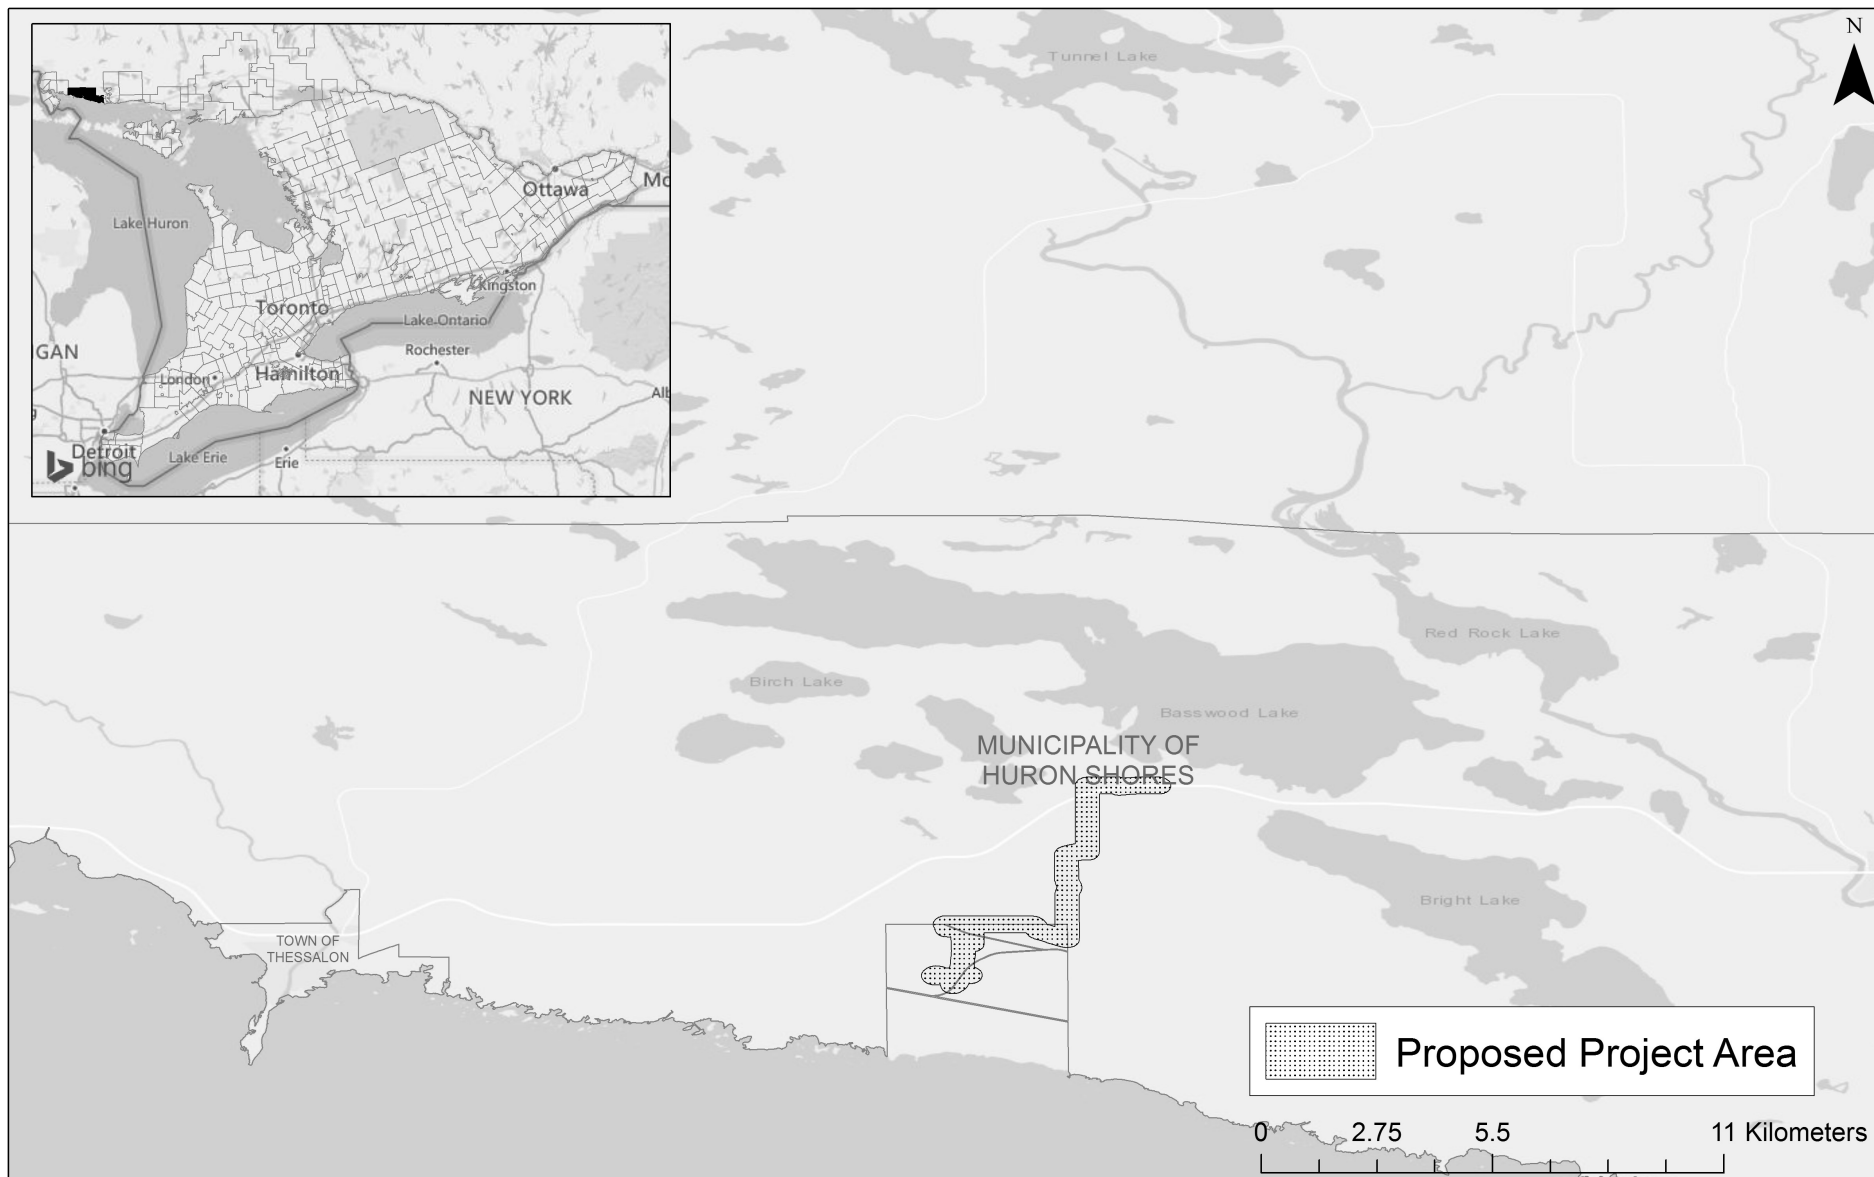 N
Tunnel Lake
Ottawa
Mo
Lake Huron
Kingston
Toronto
Lake Ontario
IGAN
Rochester
London
Hamilton
NEW YORK
Alb
Detroit
bing
Lake Erie
Erie
Red Rock Lake
Birch Lake
Basswood Lake
MUNICIPALITY OF
HURON SHORES
Bright Lake
TOWN OF
THESSALON
Proposed Project Area
0 2.75 5.5 11 Kilometers